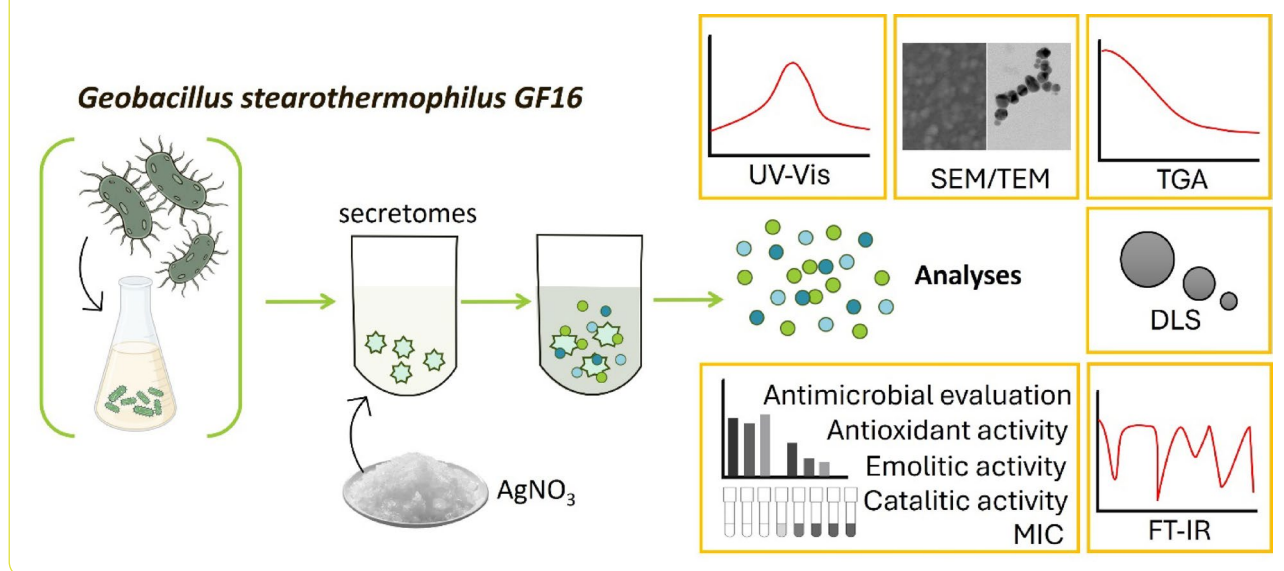 Geobacillus stearothermophilus GF16
secretomes
AgNO₃
UV-Vis
SEM/TEM
TGA
Analyses
DLS
Antimicrobial evaluation
Antioxidant activity
Emolitic activity
Catalitic activity
MIC
FT-IR